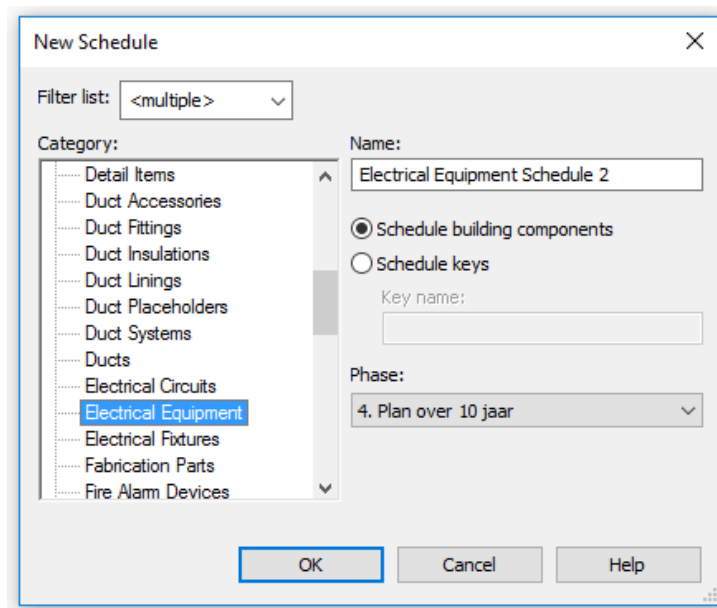 New Schedule
Filter list:
<multiple>
Category:
Detail Items
Duct Accessories
Duct Fittings
Duct Insulations
Duct Linings
Duct Placeholders
Duct Systems
Ducts
Electrical Circuits
Electrical Equipment
Electrical Fixtures
Fabrication Parts
Fire Alarm Devices
Name:
Electrical Equipment Schedule 2
Schedule building components
Schedule keys
Key name:
Phase:
4. Plan over 10 jaar
OK
Cancel
Help